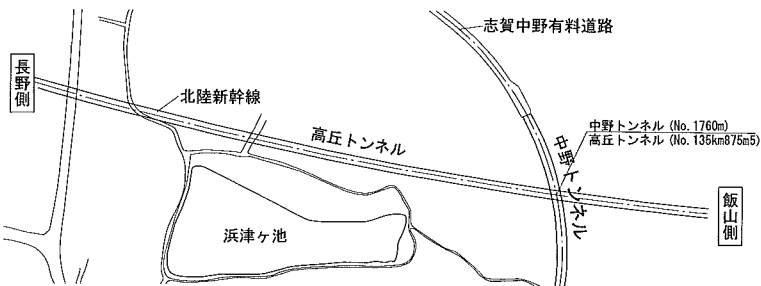 志賀中野有料道路
長野側
北陸新幹線
高丘トンネル
中野トンネル (No.1760m)
高丘トンネル (No.135km875m5)
中野トンネル
飯山側
浜津ヶ池